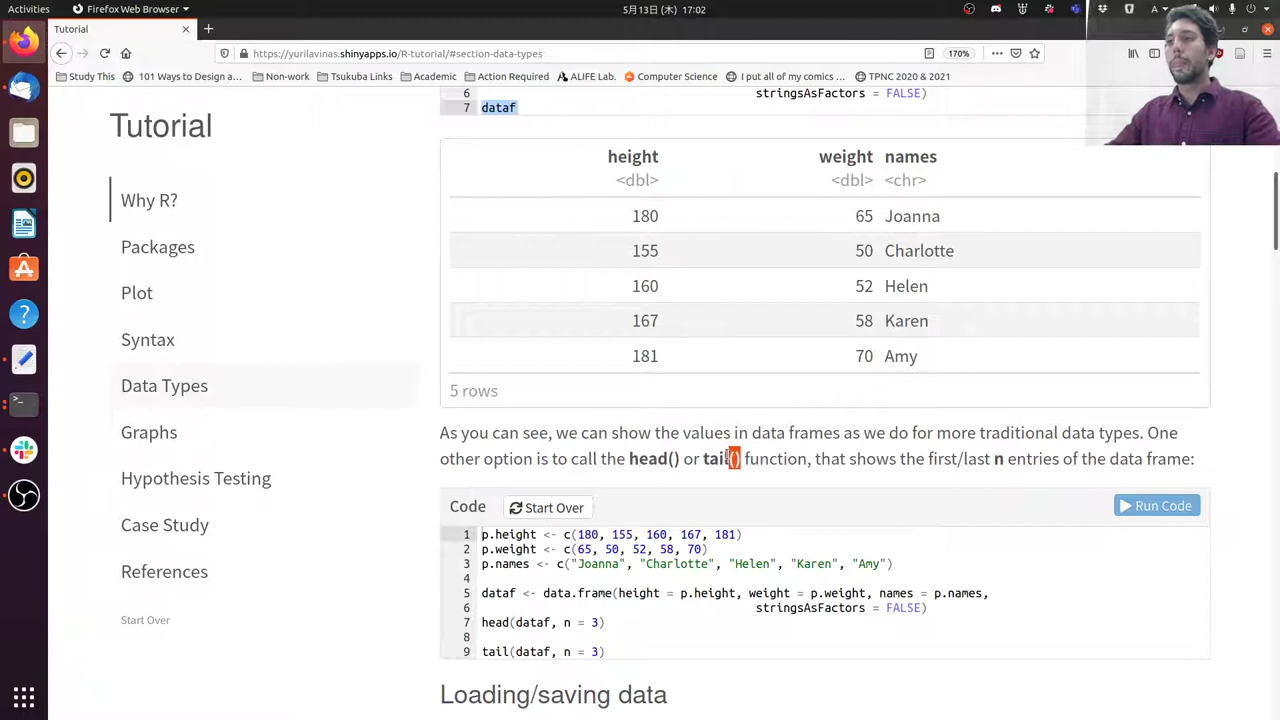 Activities
Firefox Web Browser
5月13日(木) 17:02
A
Tutorial
https://yurilavinas.shinyapps.io/R-tutorial/#section-data-types
170%
Study This
101 Ways to Design a…
Non-work
Tsukuba Links
Academic
Action Required
ALIFE Lab.
Computer Science
I put all of my comics …
TPNC 2020 & 2021
Tutorial
Why R?
Packages
Plot
Syntax
Data Types
Graphs
Hypothesis Testing
Case Study
References
Start Over
6 stringsAsFactors = FALSE)
7 dataf
height weight names
<dbl> <dbl> <chr>
180 65 Joanna
155 50 Charlotte
160 52 Helen
167 58 Karen
181 70 Amy
5 rows
As you can see, we can show the values in data frames as we do for more traditional data types. One
other option is to call the head() or tail() function, that shows the first/last n entries of the data frame:
Code
Start Over
Run Code
1 p.height <- c(180, 155, 160, 167, 181)
2 p.weight <- c(65, 50, 52, 58, 70)
3 p.names <- c("Joanna", "Charlotte", "Helen", "Karen", "Amy")
4
5 dataf <- data.frame(height = p.height, weight = p.weight, names = p.names,
6 stringsAsFactors = FALSE)
7 head(dataf, n = 3)
8
9 tail(dataf, n = 3)
Loading/saving data